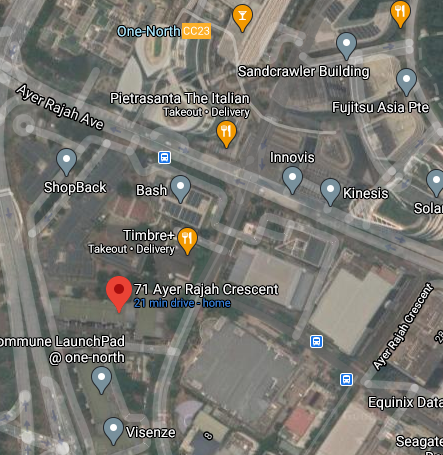 One-North CC23
Sandcrawler Building
Fujitsu Asia Pte
Ayer Rajah Ave
Pietrasanta The Italian
Takeout • Delivery
Innovis
ShopBack
Bash
Kinesis
Solar
Timbre+
Takeout • Delivery
71 Ayer Rajah Crescent
21 min drive - home
Ayer Rajah Crescent
ommune LaunchPad
@ one-north
Equinix Data
Visenze
8
Seagate